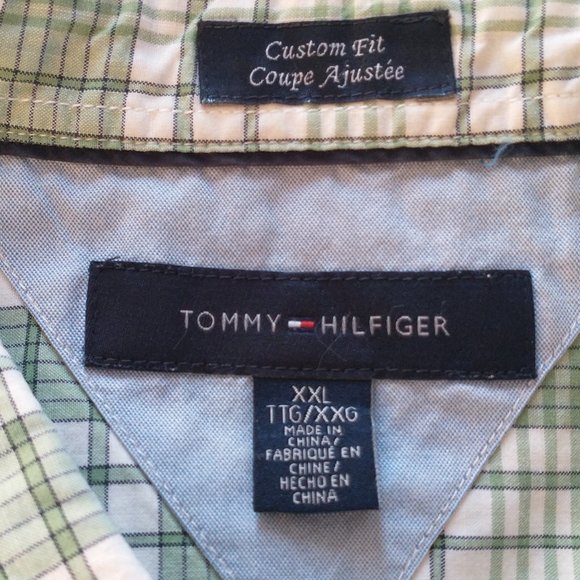 Custom Fit
Coupe Ajustée
TOMMY HILFIGER
XXL
TTG/XXG
MADE IN
CHINA/
FABRIQUÉ EN
CHINE/
HECHO EN
CHINA